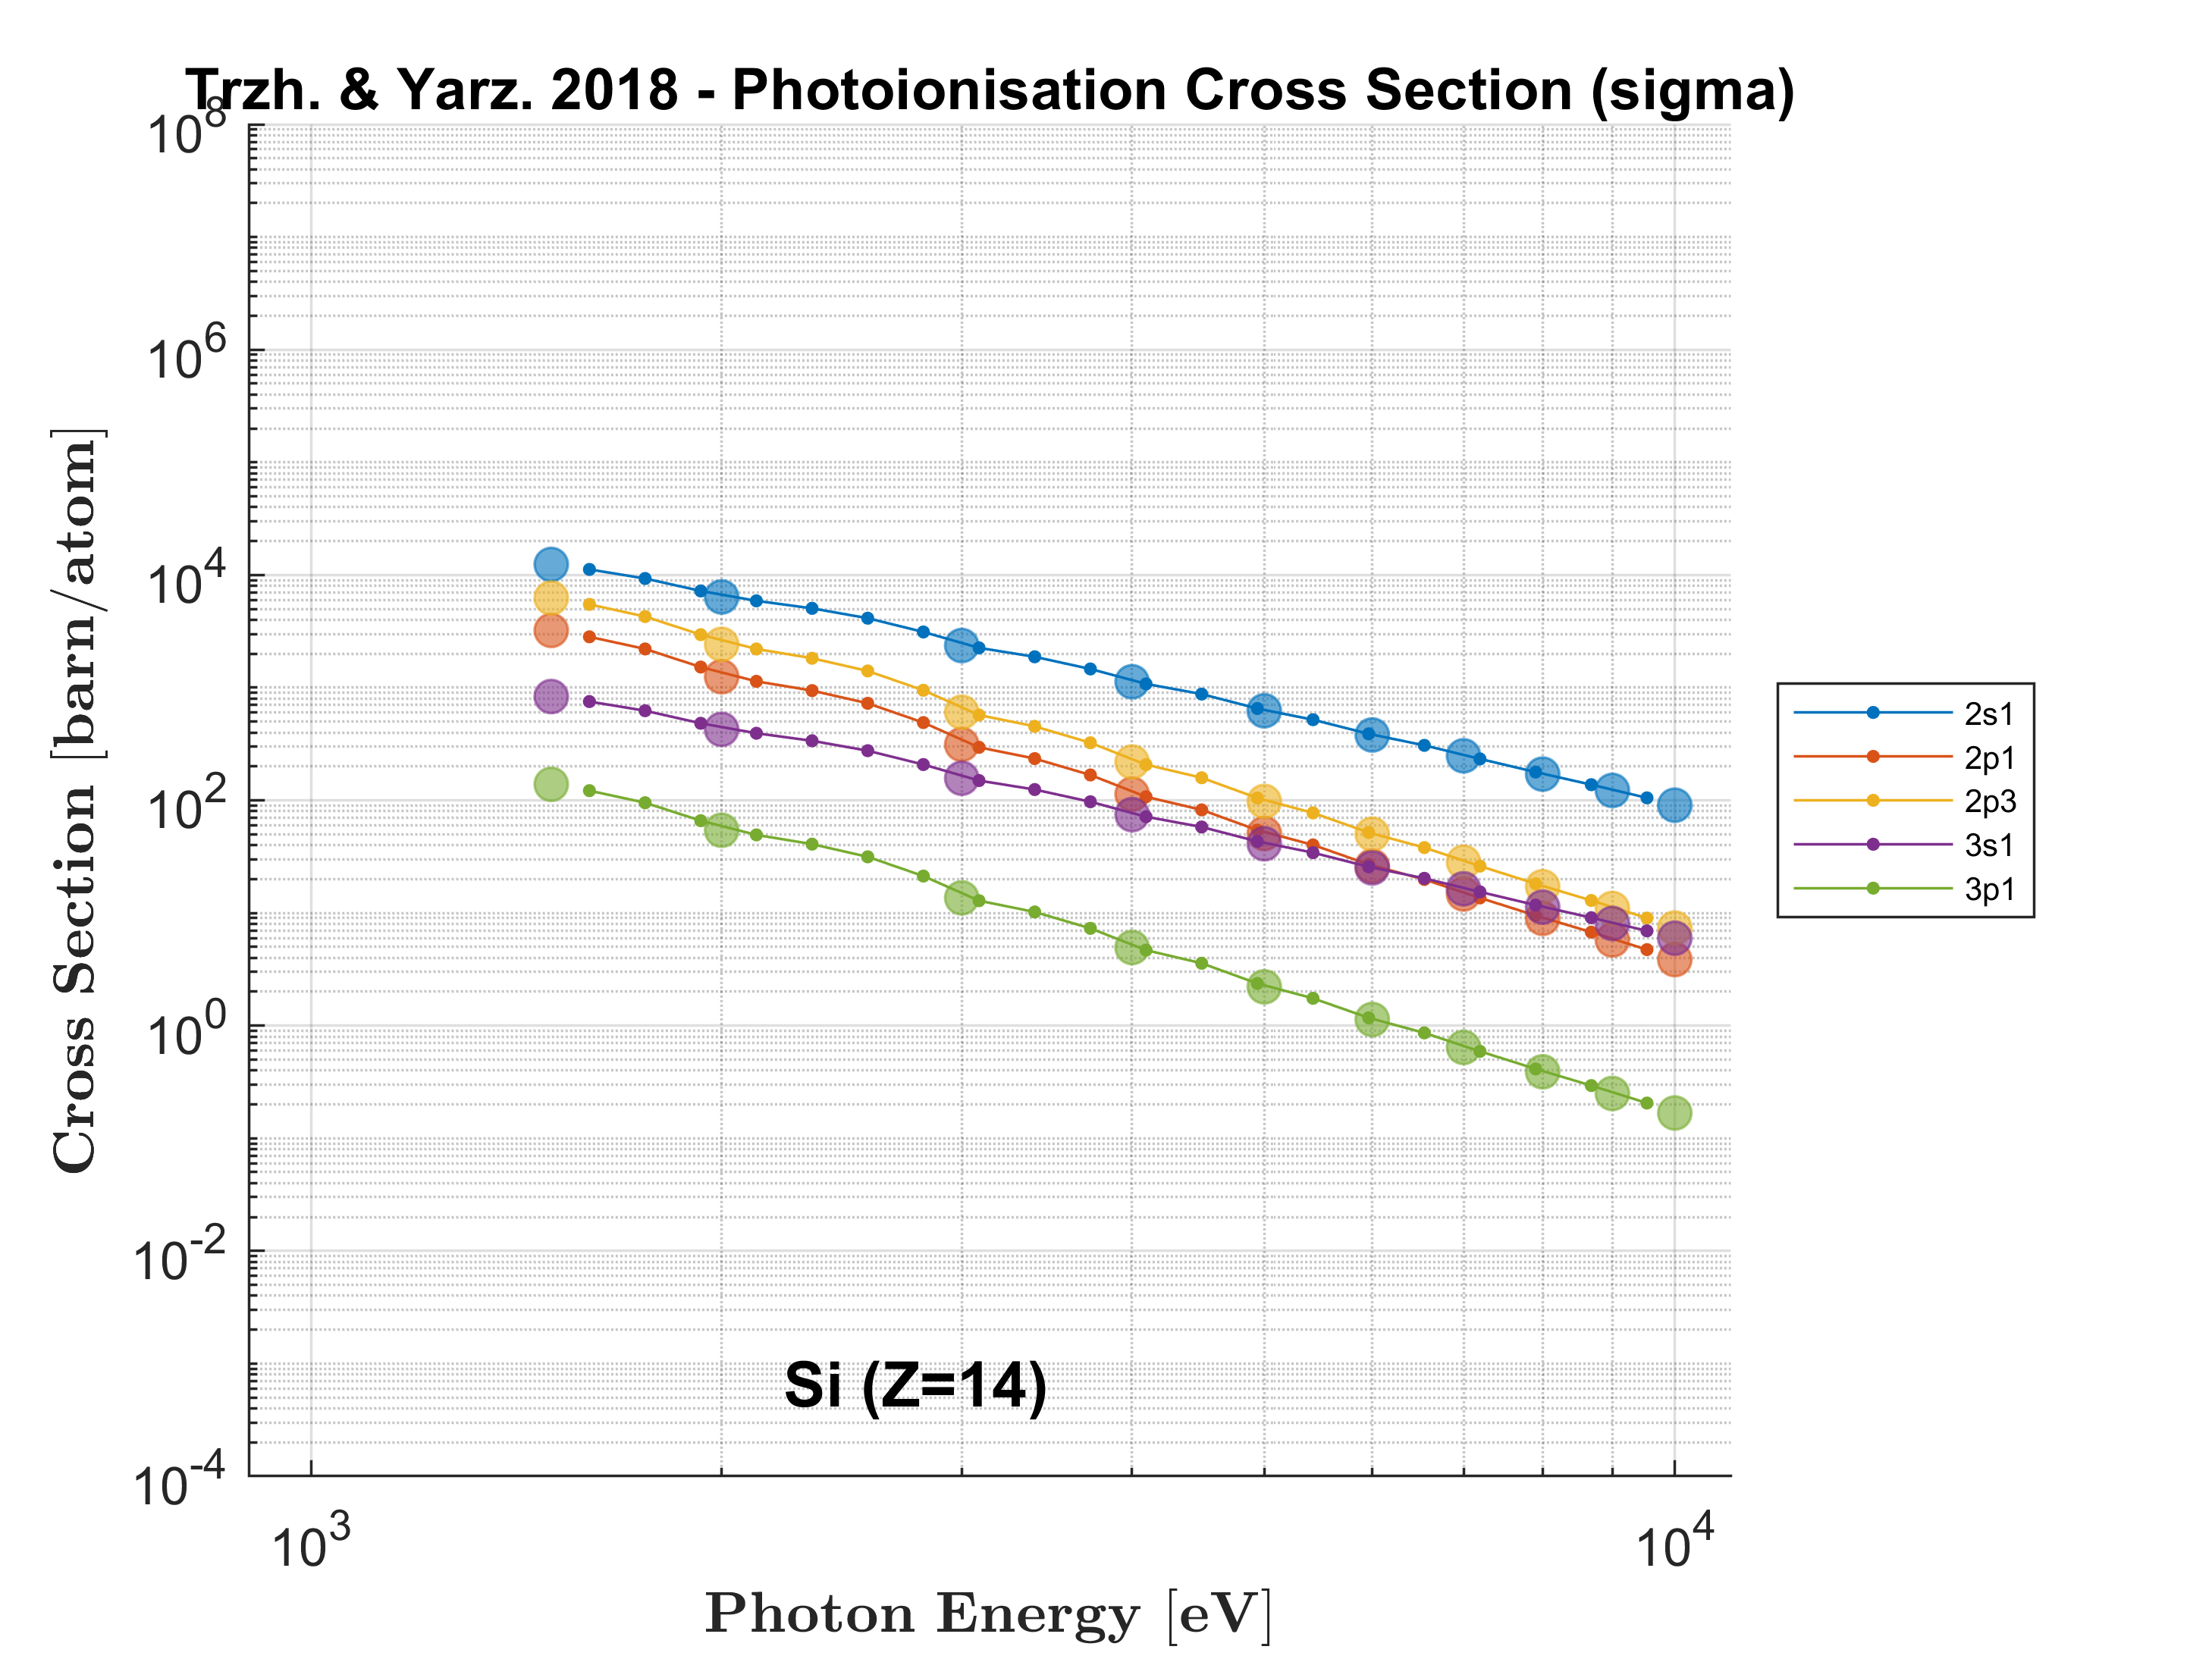 Trzh. & Yarz. 2018 - Photoionisation Cross Section (sigma)
10^8
10^6
10^4
10^2
10^0
10^-2
10^-4
Cross Section [barn/atom]
2s1
2p1
2p3
3s1
3p1
Si (Z=14)
10^3
10^4
Photon Energy [eV]